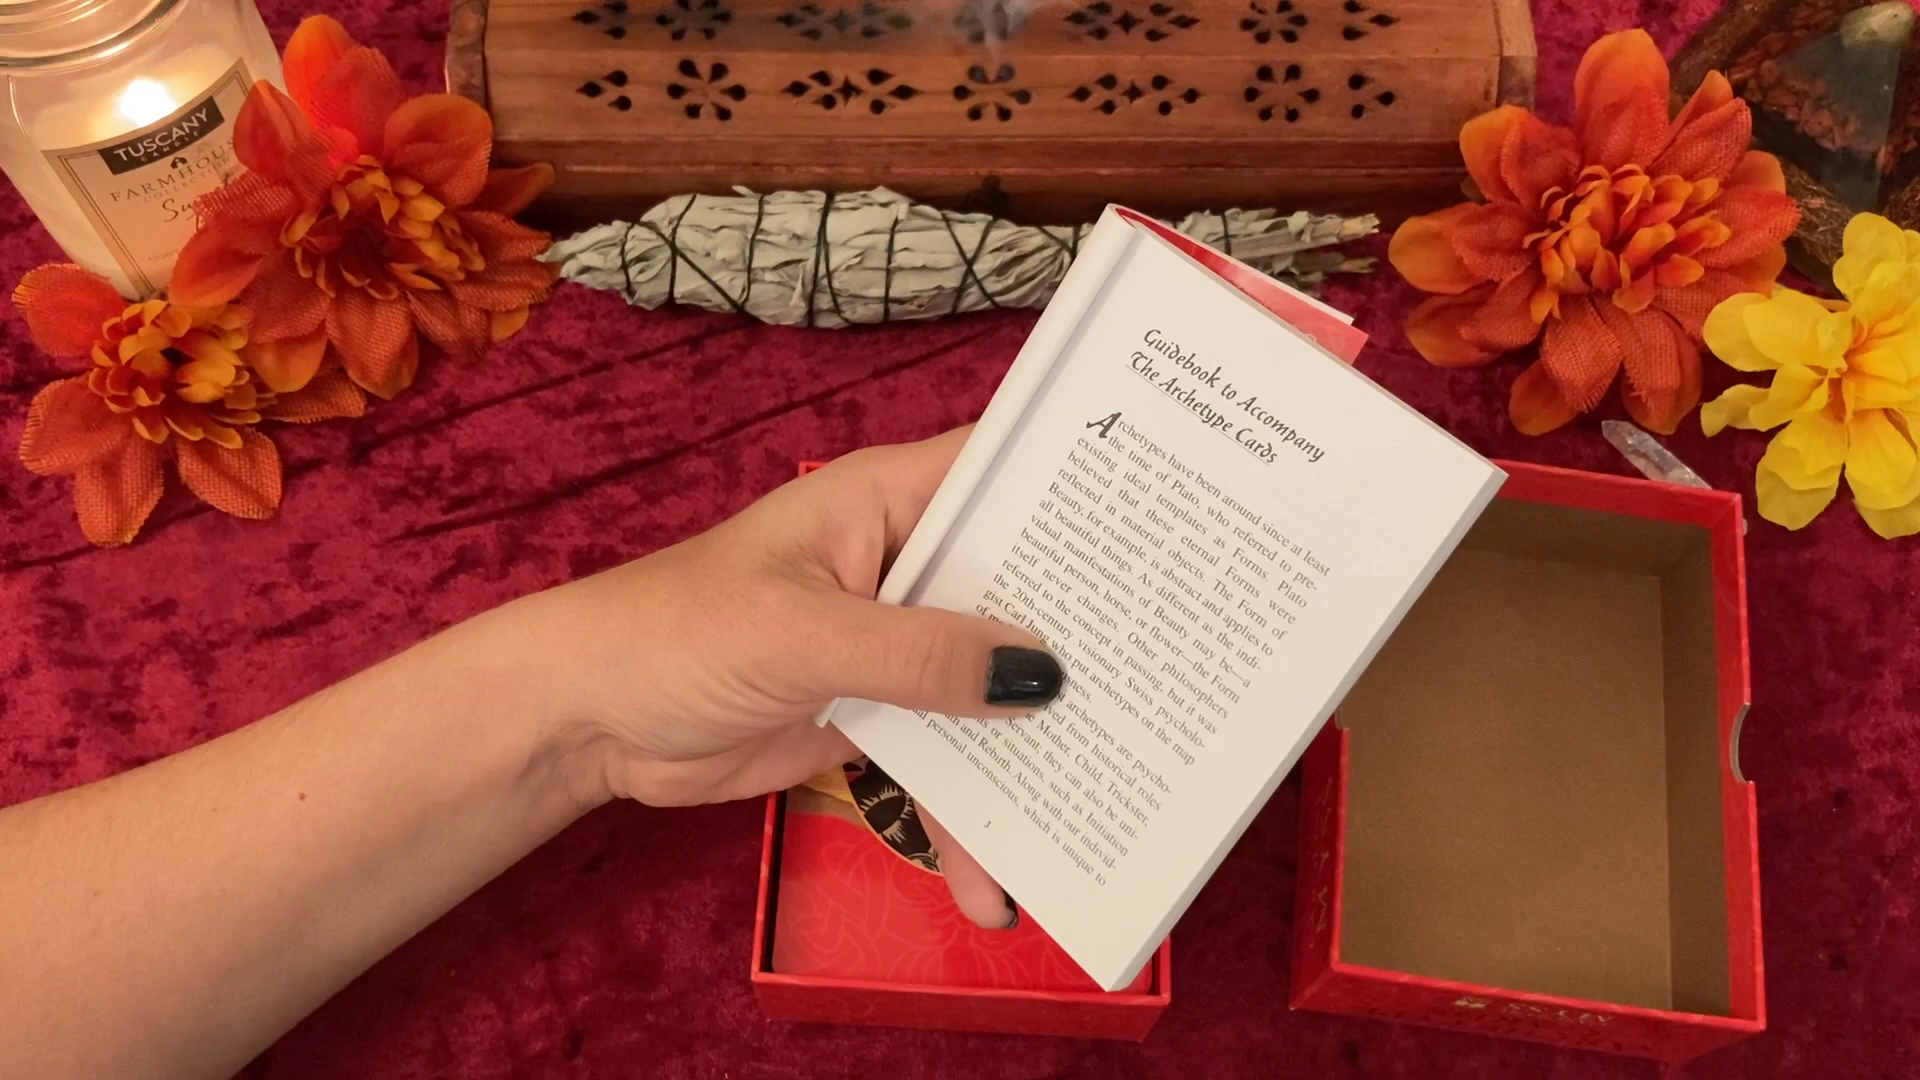 TUSCANY
CANDLE
FARMHOUS
COLLECTI
Guidebook to Accompany
The Archetype Cards
Archetypes have been around since at least
the time of Plato, who referred to pre-
existing ideal templates as Forms. Plato
believed that these eternal Forms were
reflected in material objects. The Form of
Beauty, for example, is abstract and applies to
all beautiful things. As different as the indi-
vidual manifestations of Beauty may be—a
beautiful person, horse, or flower—the Form
itself never changes. Other philosophers
referred to the concept in passing, but it was
the 20th-century visionary Swiss psycholo-
gist Carl Jung who put archetypes on the map
of
archetypes are psycho-
from historical roles
Mother, Child, Trickster,
Servant; they can also be uni-
or situations, such as Initiation
and Rebirth. Along with our individ-
personal unconscious, which is unique to
3